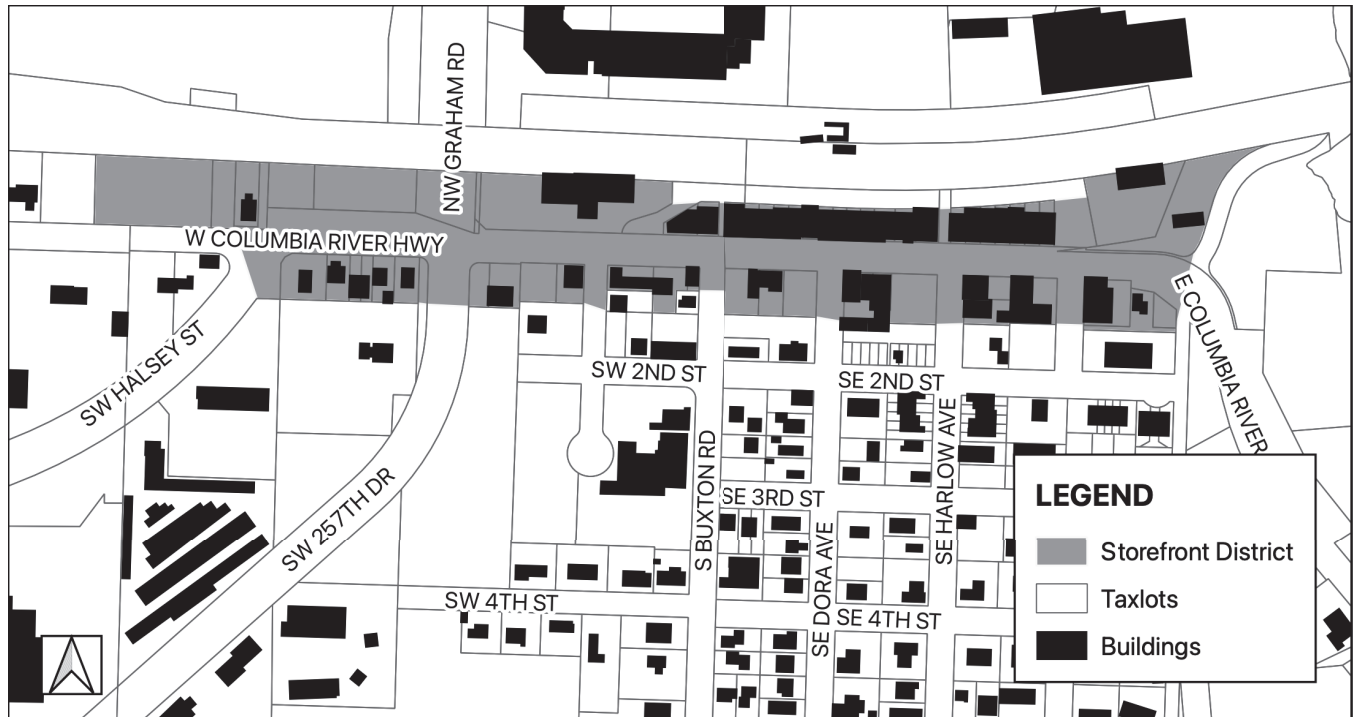 NW GRAHAM RD
W COLUMBIA RIVER HWY
E COLUMBIA RIVER
SW HALSEY ST
SW 2ND ST
SE 2ND ST
SW 257TH DR
S BUXTON RD
SE HARLOW AVE
SE 3RD ST
SE DORA AVE
SW 4TH ST
SE 4TH ST
LEGEND
Storefront District
Taxlots
Buildings